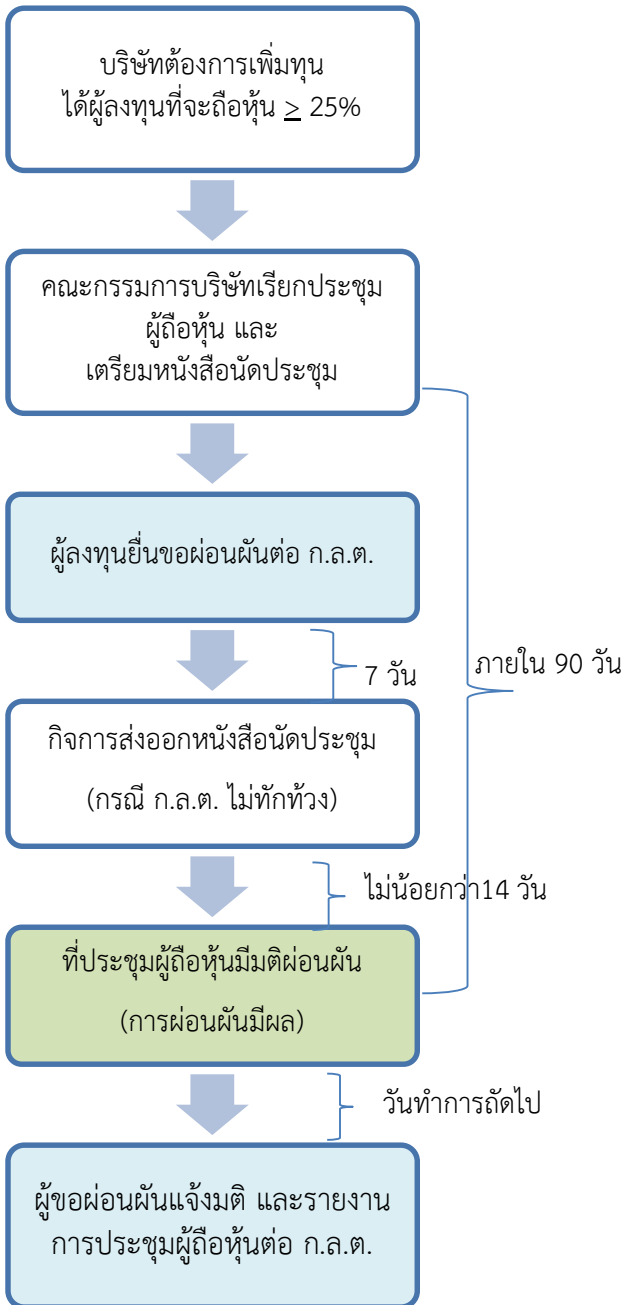 บริษัทต้องการเพิ่มทุน
ได้ผู้ลงทุนที่จะถือหุ้น ≥ 25%
คณะกรรมการบริษัทเรียกประชุม
ผู้ถือหุ้น และ
เตรียมหนังสือนัดประชุม
ผู้ลงทุนยื่นขอผ่อนผันต่อ ก.ล.ต.
7 วัน
ภายใน 90 วัน
กิจการส่งออกหนังสือนัดประชุม
(กรณี ก.ล.ต. ไม่ทักท้วง)
ไม่น้อยกว่า14 วัน
ที่ประชุมผู้ถือหุ้นมีมติผ่อนผัน
(การผ่อนผันมีผล)
วันทำการถัดไป
ผู้ขอผ่อนผันแจ้งมติ และรายงาน
การประชุมผู้ถือหุ้นต่อ ก.ล.ต.